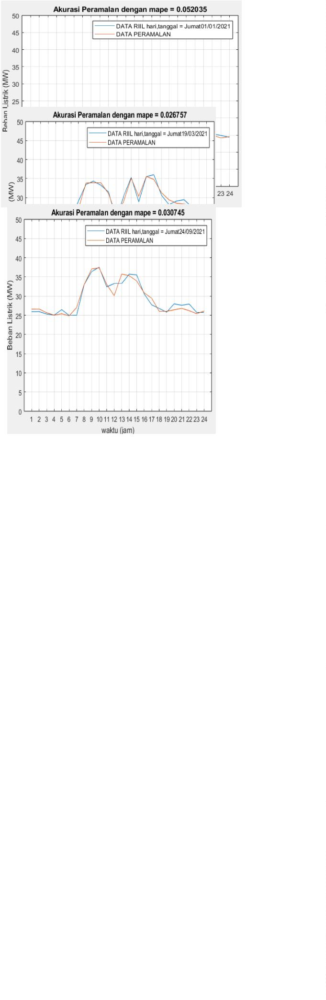 Akurasi Peramalan dengan mape = 0.052035
50
45
40
35
30
25
Beban Listrik (MW)
DATA RIIL hari,tanggal = Jumat01/01/2021
DATA PERAMALAN
23 24
Akurasi Peramalan dengan mape = 0.026757
50
45
40
35
30
(MW)
DATA RIIL hari,tanggal = Jumat19/03/2021
DATA PERAMALAN
Akurasi Peramalan dengan mape = 0.030745
50
45
40
35
30
25
20
15
10
5
0
Beban Listrik (MW)
DATA RIIL hari,tanggal = Jumat24/09/2021
DATA PERAMALAN
1 2 3 4 5 6 7 8 9 10 11 12 13 14 15 16 17 18 19 20 21 22 23 24
waktu (jam)